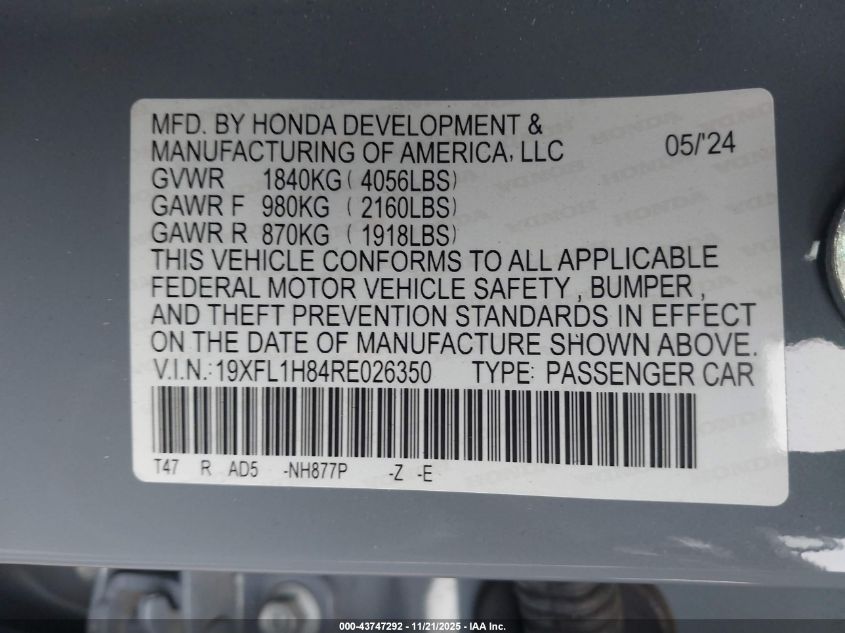 MFD. BY HONDA DEVELOPMENT &
MANUFACTURING OF AMERICA, LLC 05/'24
GVWR 1840KG ( 4056LBS)
GAWR F 980KG ( 2160LBS)
GAWR R 870KG ( 1918LBS)
THIS VEHICLE CONFORMS TO ALL APPLICABLE
FEDERAL MOTOR VEHICLE SAFETY , BUMPER ,
AND THEFT PREVENTION STANDARDS IN EFFECT
ON THE DATE OF MANUFACTURE SHOWN ABOVE.
V.I.N.: 19XFL1H84RE026350 TYPE: PASSENGER CAR
T47 R AD5 -NH877P -Z -E
000-43747292 - 11/21/2025 - IAA Inc.